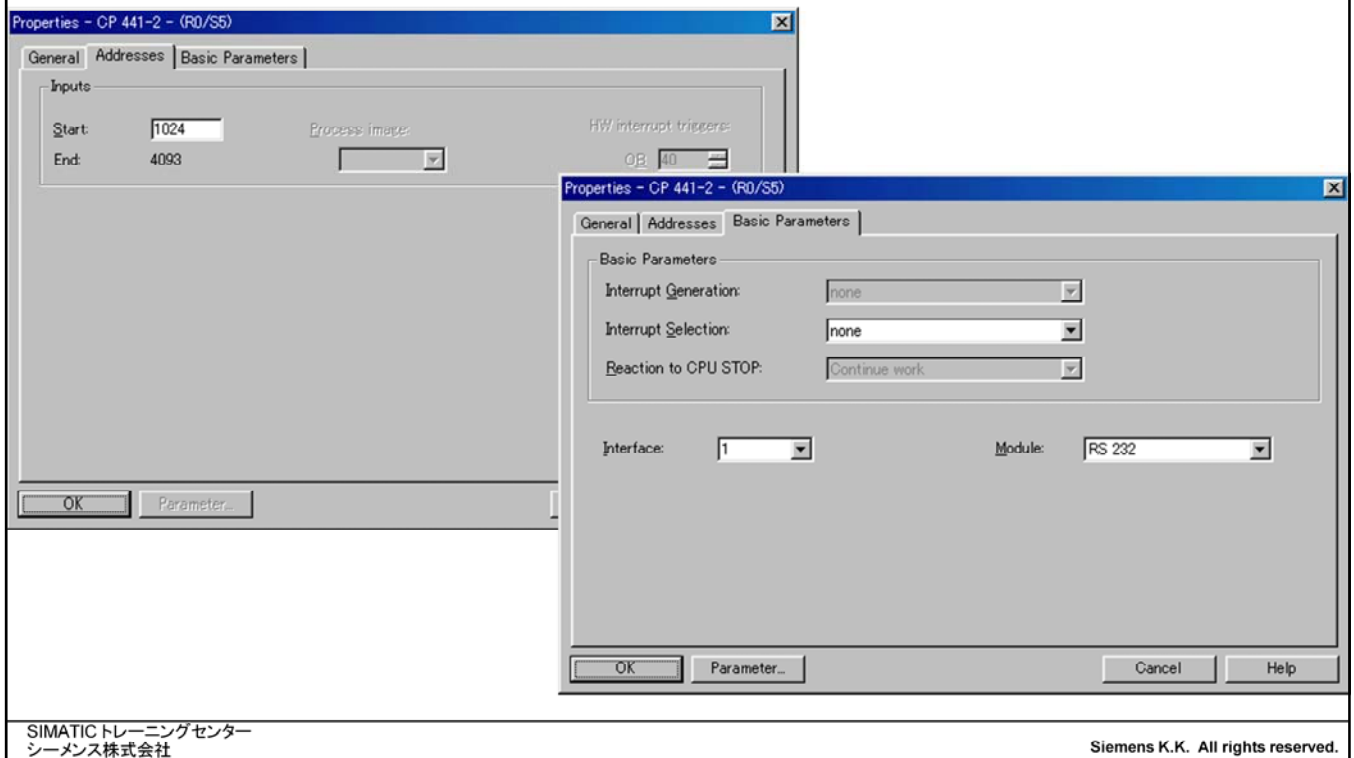 Properties - CP 441-2 - (R0/S5)
General Addresses Basic Parameters
Inputs
Start: 1024 Process image: HW interrupt triggers:
End: 4093 OB: 40
OK Parameter...
Properties - CP 441-2 - (R0/S5)
General Addresses Basic Parameters
Basic Parameters
Interrupt Generation: none
Interrupt Selection: none
Reaction to CPU STOP: Continue work
Interface: 1 Module: RS 232
OK Parameter... Cancel Help
SIMATIC トレーニングセンター
シーメンス株式会社
Siemens K.K. All rights reserved.